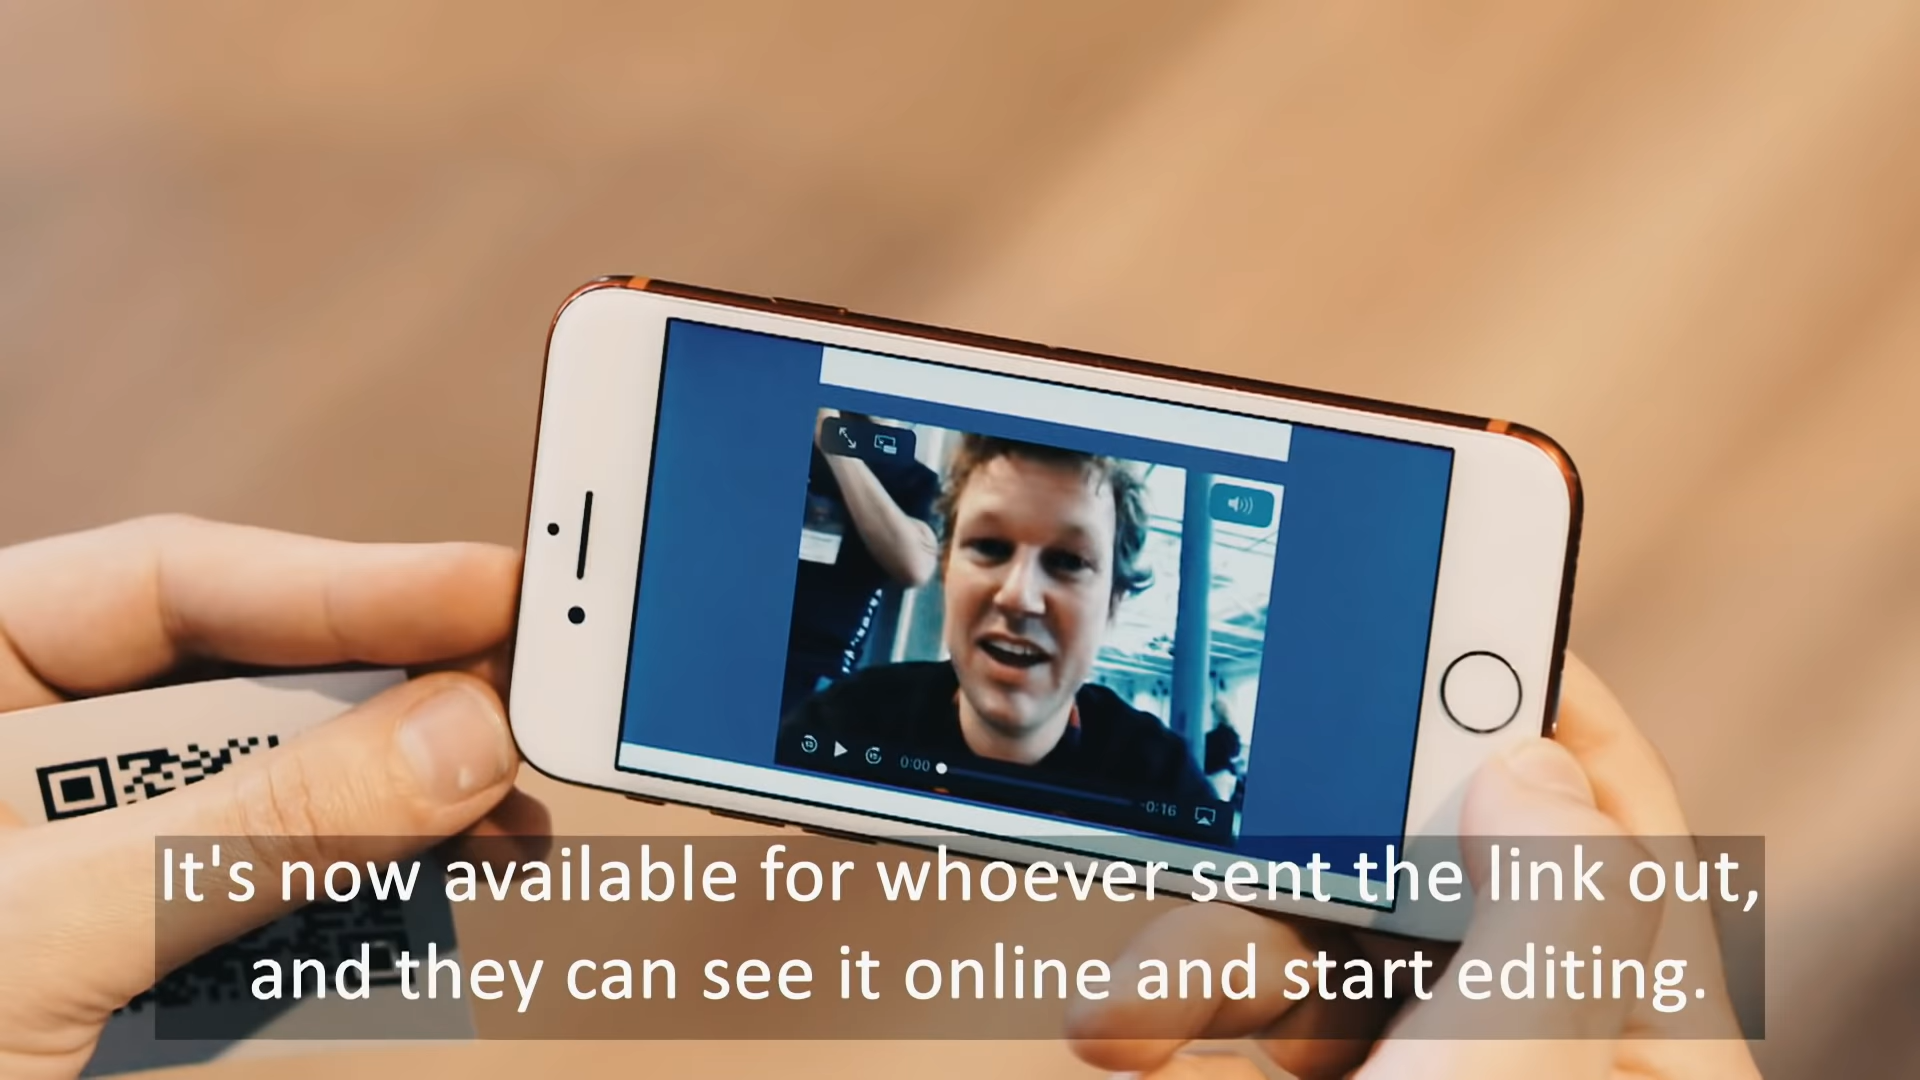 0:00
-0:16
It's now available for whoever sent the link out,
and they can see it online and start editing.